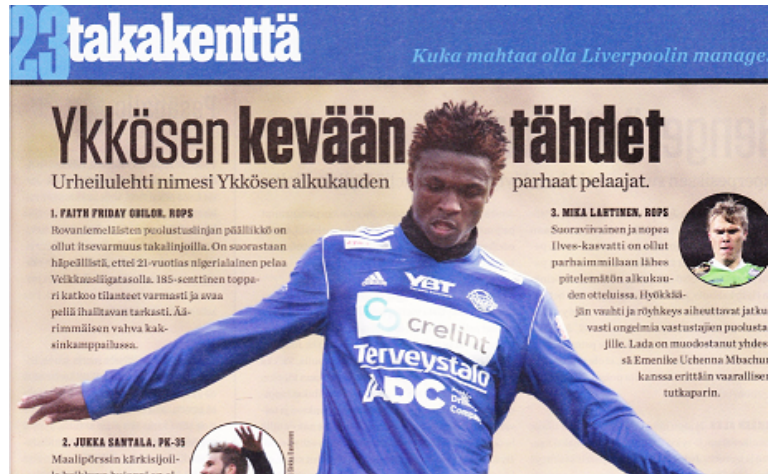 23 takakenttä
Kuka mahtaa olla Liverpoolin manage
Ykkösen kevään tähdet
Urheilulehti nimesi Ykkösen alkukauden parhaat pelaajat.
1. FAITH FRIDAY OBILOR, ROPS
Rovaniemeläisten puolustuslinjan päällikkö on
ollut itsevarmuus takalinjoilla. On suorastaan
häpeällistä, ettei 21-vuotias nigerialainen pelaa
Veikkausliigatasolla. 185-senttinen toppa-
ri katkoo tilanteet varmasti ja avaa
peliä ihailtavan tarkasti. Ää-
rimmäisen vahva kak-
sinkamppailussa.
2. JUKKA SANTALA, PK-35
Maalipörssin kärkisijoil-
3. MIKA LAHTINEN, ROPS
Suoraviivainen ja nopea
Ilves-kasvatti on ollut
parhaimmillaan lähes
pitelemätön alkukau-
den otteluissa. Hyökkää-
jän vauhti ja röyhkeys aiheuttavat jatku
vasti ongelmia vastustajien puolusta
jille. Lada on muodostanut yhdes
sä Emenike Uchenna Mbachu
kanssa erittäin vaarallisen
tutkaparin.
adidas
YBT
crelint
Terveystalo
ADC